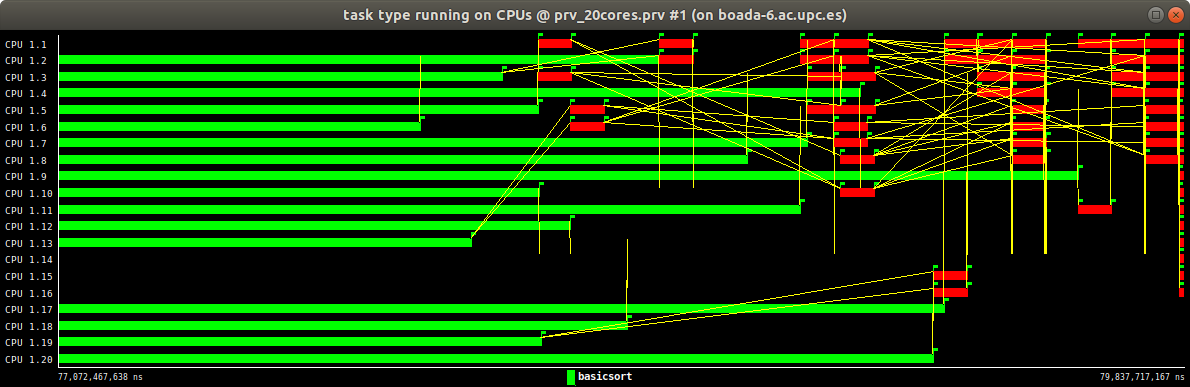 task type running on CPUs @ prv_20cores.prv #1 (on boada-6.ac.upc.es)
CPU 1.1
CPU 1.2
CPU 1.3
CPU 1.4
CPU 1.5
CPU 1.6
CPU 1.7
CPU 1.8
CPU 1.9
CPU 1.10
CPU 1.11
CPU 1.12
CPU 1.13
CPU 1.14
CPU 1.15
CPU 1.16
CPU 1.17
CPU 1.18
CPU 1.19
CPU 1.20
77,072,467,638 ns basicsort 79,837,717,167 ns